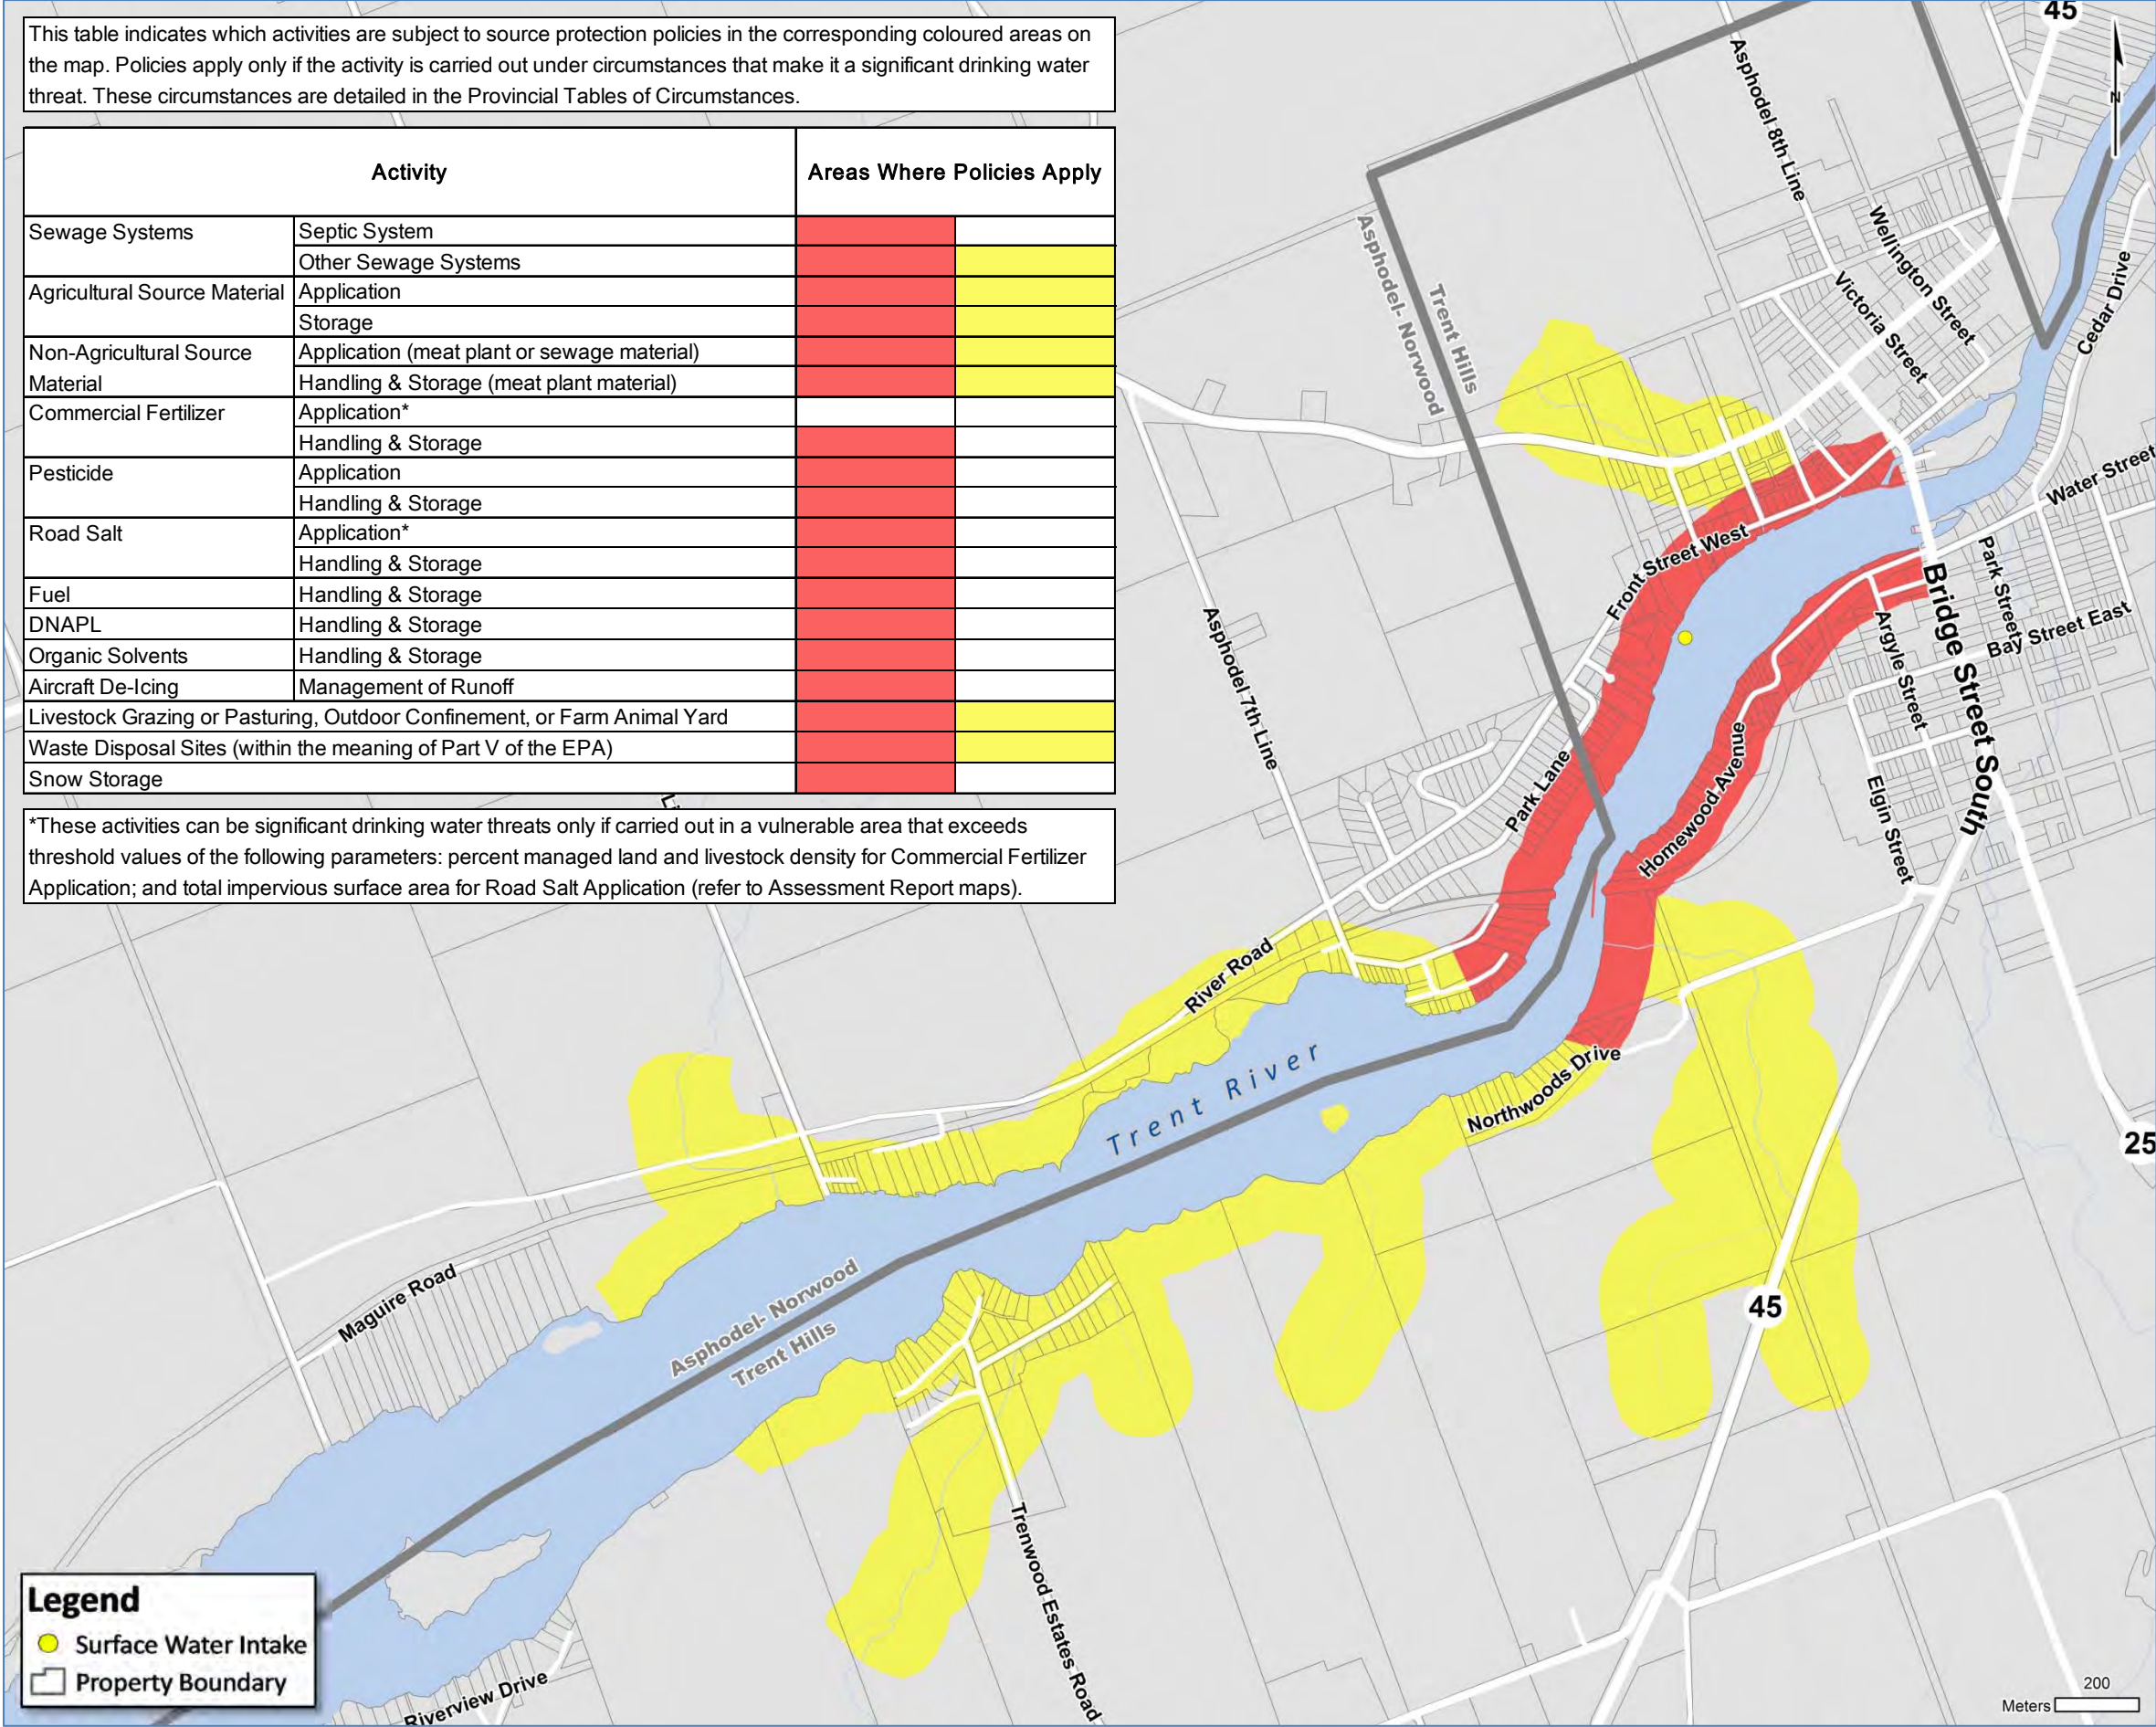 This table indicates which activities are subject to source protection policies in the corresponding coloured areas on
the map. Policies apply only if the activity is carried out under circumstances that make it a significant drinking water
threat. These circumstances are detailed in the Provincial Tables of Circumstances.
Activity Areas Where Policies Apply
Sewage Systems Septic System
Other Sewage Systems
Agricultural Source Material Application
Storage
Non-Agricultural Source Application (meat plant or sewage material)
Material Handling & Storage (meat plant material)
Commercial Fertilizer Application*
Handling & Storage
Pesticide Application
Handling & Storage
Road Salt Application*
Handling & Storage
Fuel Handling & Storage
DNAPL Handling & Storage
Organic Solvents Handling & Storage
Aircraft De-Icing Management of Runoff
Livestock Grazing or Pasturing, Outdoor Confinement, or Farm Animal Yard
Waste Disposal Sites (within the meaning of Part V of the EPA)
Snow Storage
*These activities can be significant drinking water threats only if carried out in a vulnerable area that exceeds
threshold values of the following parameters: percent managed land and livestock density for Commercial Fertilizer
Application; and total impervious surface area for Road Salt Application (refer to Assessment Report maps).
45
N
Asphodel 8th Line
Wellington Street
Victoria Street
Cedar Drive
Asphodel- Norwood
Trent Hills
Water Street
Front Street West
Park Street
Bridge Street South
Bay Street East
Argyle Street
Asphodel 7th Line
Park Lane
Homewood Avenue
Elgin Street
River Road
Trent River
Northwoods Drive
25
45
Maguire Road
Asphodel- Norwood
Trent Hills
Trenwood Estates Road
Riverview Drive
Legend
Surface Water Intake
Property Boundary
200
Meters